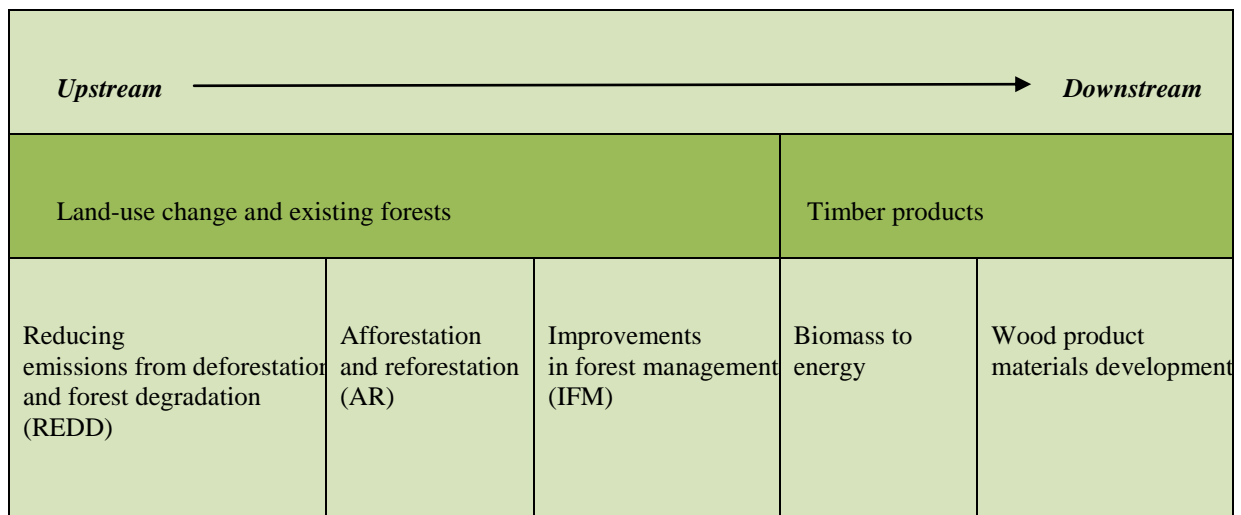 Upstream
Downstream
Land-use change and existing forests
Timber products
Reducing
emissions from deforestation
and forest degradation
(REDD)
Afforestation
and reforestation
(AR)
Improvements
in forest management
(IFM)
Biomass to
energy
Wood product
materials development